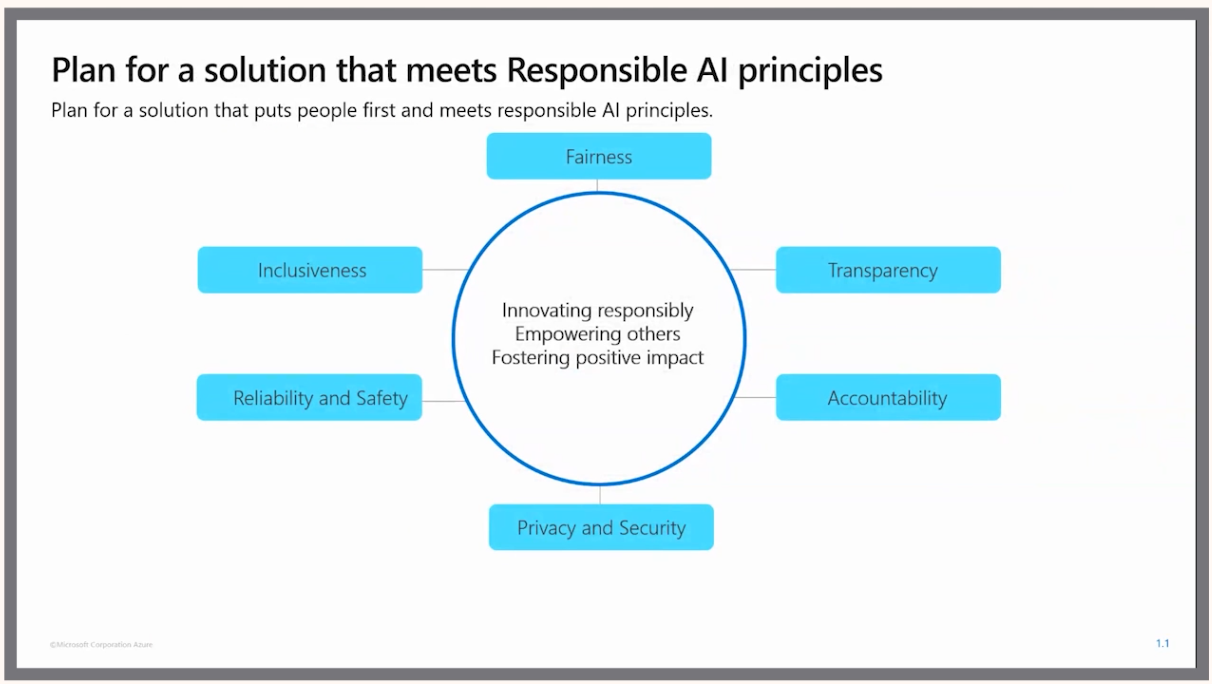 Plan for a solution that meets Responsible AI principles
Plan for a solution that puts people first and meets responsible AI principles.
Fairness
Inclusiveness
Transparency
Innovating responsibly
Empowering others
Fostering positive impact
Reliability and Safety
Accountability
Privacy and Security
©Microsoft Corporation Azure
1.1